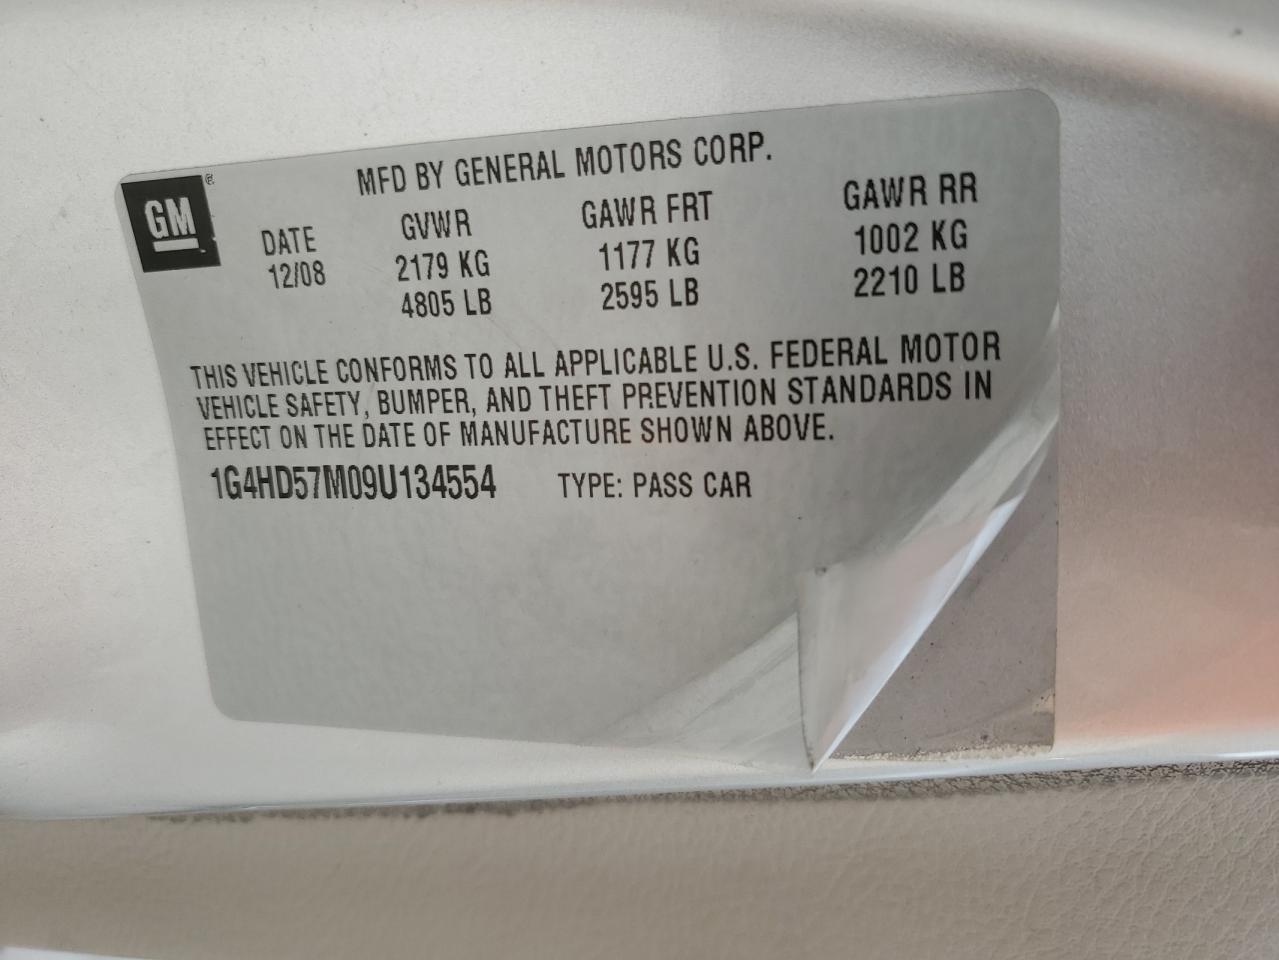 MFD BY GENERAL MOTORS CORP.
GM ®
DATE GVWR GAWR FRT GAWR RR
12/08 2179 KG 1177 KG 1002 KG
4805 LB 2595 LB 2210 LB
THIS VEHICLE CONFORMS TO ALL APPLICABLE U.S. FEDERAL MOTOR
VEHICLE SAFETY, BUMPER, AND THEFT PREVENTION STANDARDS IN
EFFECT ON THE DATE OF MANUFACTURE SHOWN ABOVE.
1G4HD57M09U134554 TYPE: PASS CAR